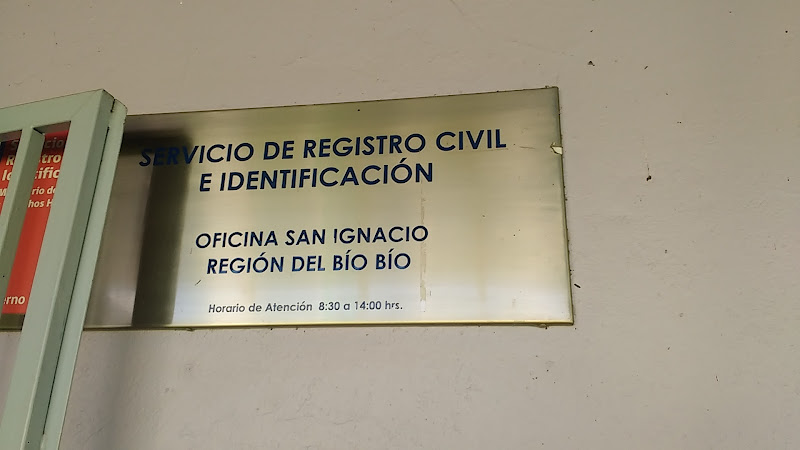 SERVICIO DE REGISTRO CIVIL
E IDENTIFICACIÓN
OFICINA SAN IGNACIO
REGIÓN DEL BÍO BÍO
Horario de Atención 8:30 a 14:00 hrs.